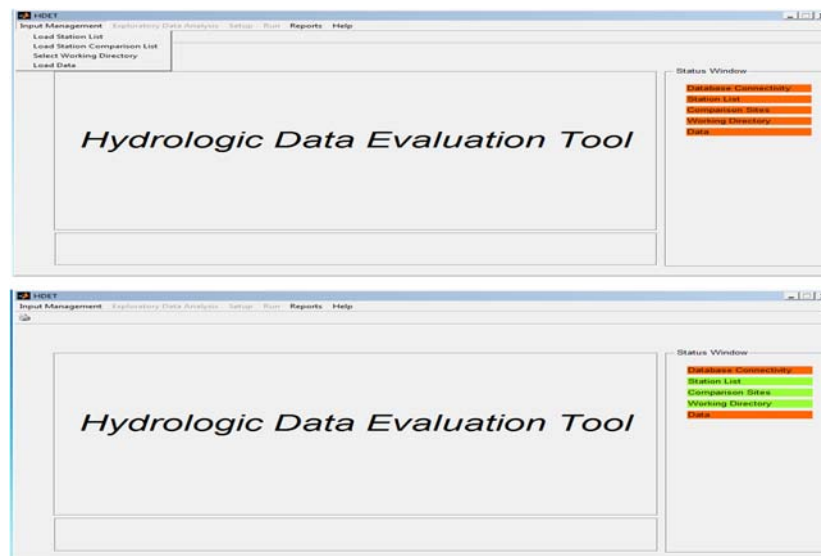 HDET
Input Management Exploratory Data Analysis Setup Run Reports Help
Load Station List
Load Station Comparison List
Select Working Directory
Load Data
Status Window
Database Connectivity
Station List
Comparison Sites
Working Directory
Data
Hydrologic Data Evaluation Tool
HDET
Input Management Exploratory Data Analysis Setup Run Reports Help
Status Window
Database Connectivity
Station List
Comparison Sites
Working Directory
Data
Hydrologic Data Evaluation Tool